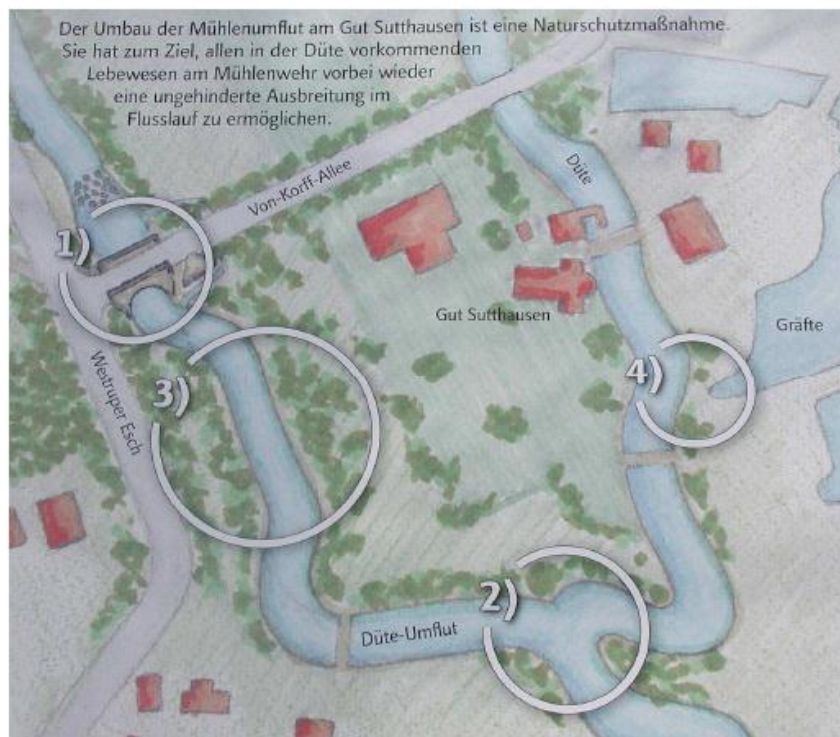 Der Umbau der Mühlenumflut am Gut Sutthausen ist eine Naturschutzmaßnahme.
Sie hat zum Ziel, allen in der Düte vorkommenden
Lebewesen am Mühlenwehr vorbei wieder
eine ungehinderte Ausbreitung im
Flusslauf zu ermöglichen.
Von-Korff-Allee
Düte
1)
Gut Sutthausen
Gräfte
Westruper Esch
3)
4)
2)
Düte-Umflut